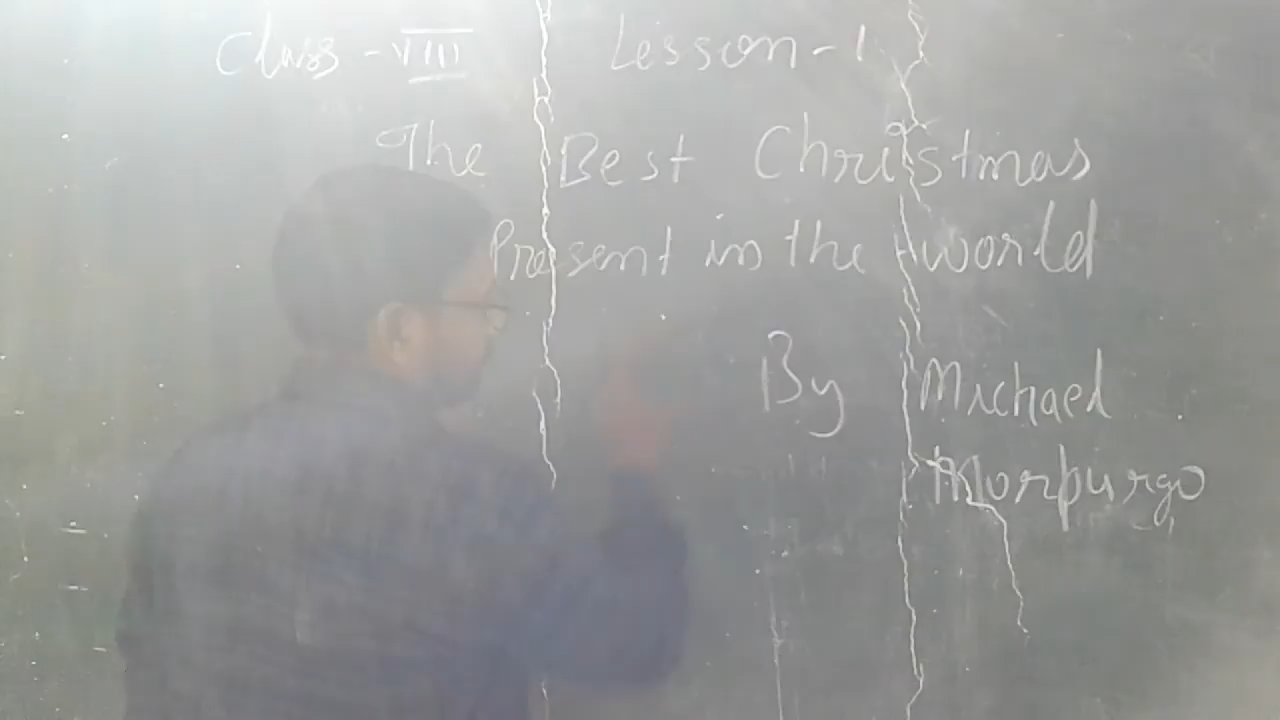 Class - VIII Lesson - 1
The Best Christmas
Present in the world
By Michael
Morpurgo